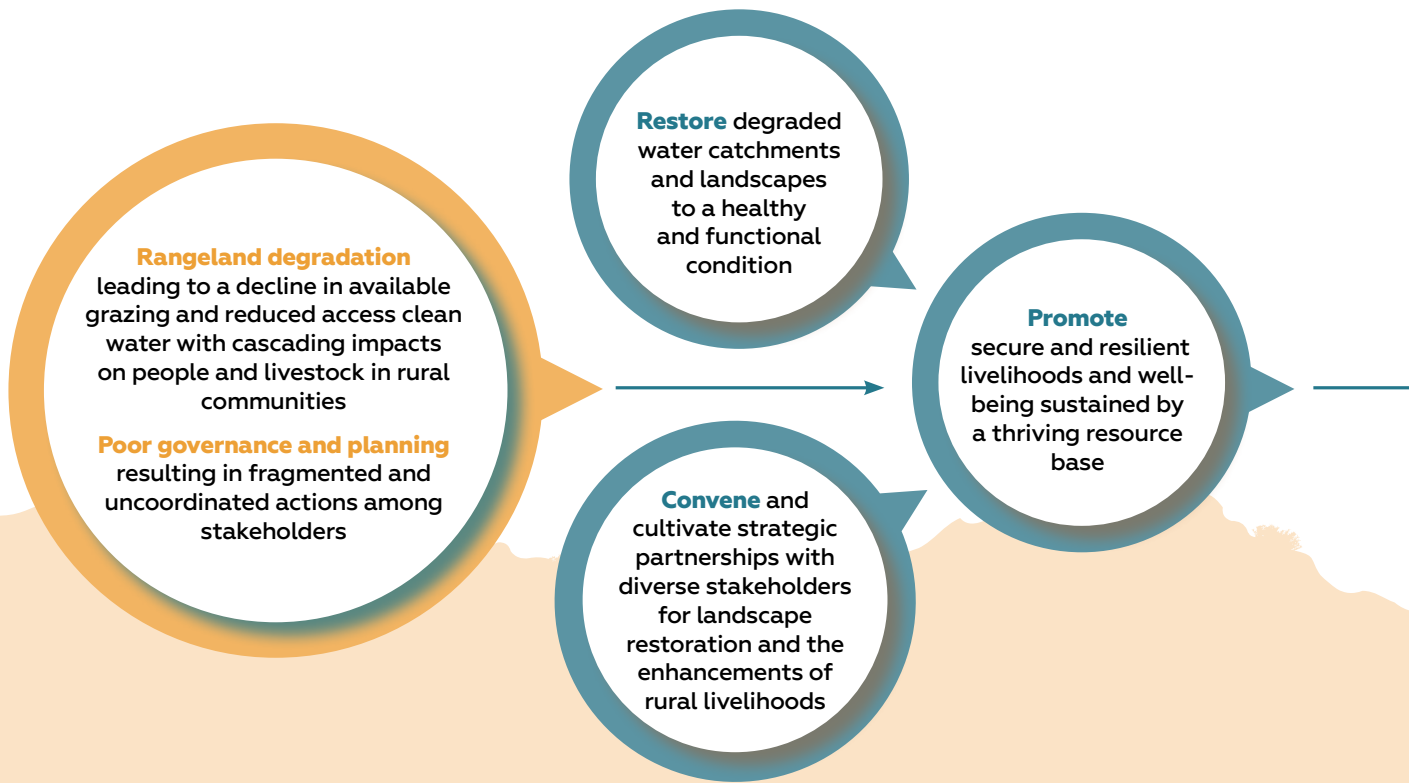 Rangeland degradation
leading to a decline in available
grazing and reduced access clean
water with cascading impacts
on people and livestock in rural
communities
Poor governance and planning
resulting in fragmented and
uncoordinated actions among
stakeholders
Restore degraded
water catchments
and landscapes
to a healthy
and functional
condition
Convene and
cultivate strategic
partnerships with
diverse stakeholders
for landscape
restoration and the
enhancements of
rural livelihoods
Promote
secure and resilient
livelihoods and well-
being sustained by
a thriving resource
base